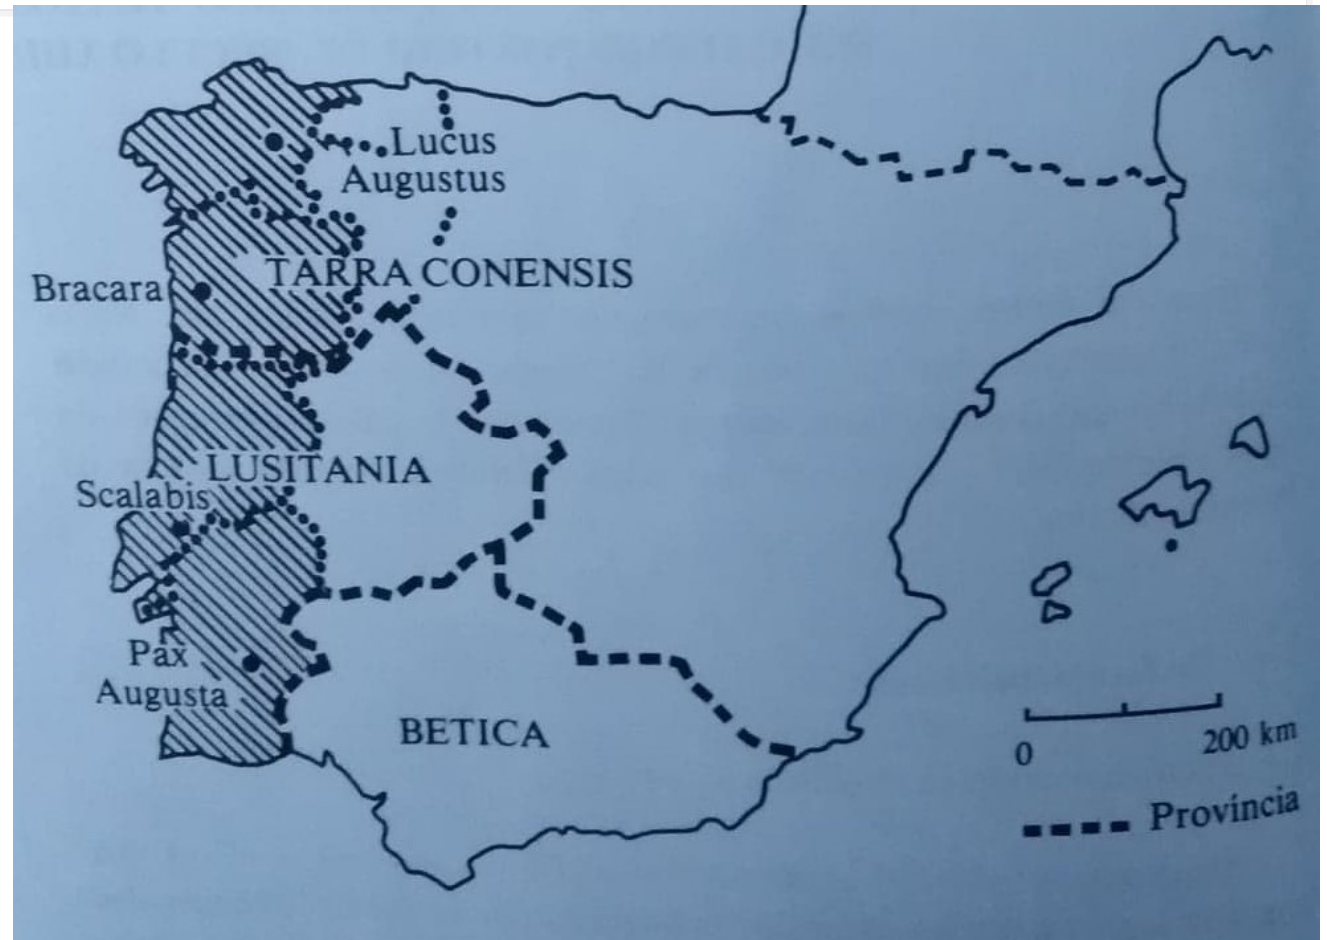 Lucus
Augustus
TARRA CONENSIS
Bracara
LUSITANIA
Scalabis
Pax
Augusta
BETICA
0
200 km
Província